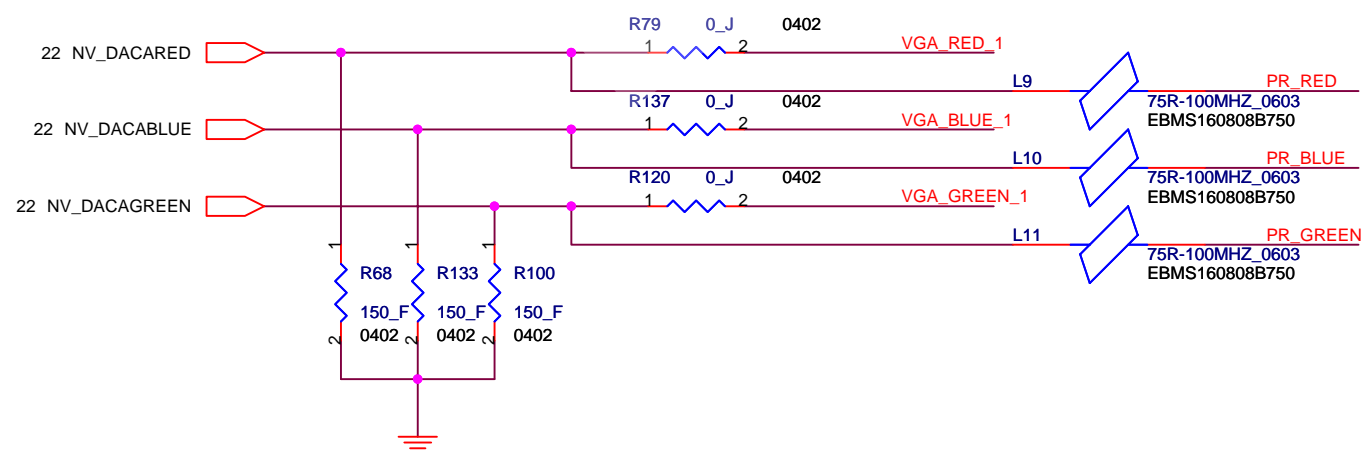 R79 0_J 0402
22 NV_DACARED 1 2 VGA_RED_1
L9 PR_RED
R137 0_J 0402 75R-100MHZ_0603
EBMS160808B750
22 NV_DACABLUE 1 2 VGA_BLUE_1
L10 PR_BLUE
R120 0_J 0402 75R-100MHZ_0603
EBMS160808B750
22 NV_DACAGREEN 1 2 VGA_GREEN_1
L11 PR_GREEN
1 1 1 75R-100MHZ_0603
R68 R133 R100 EBMS160808B750
150_F 150_F 150_F
2 0402 2 0402 2 0402